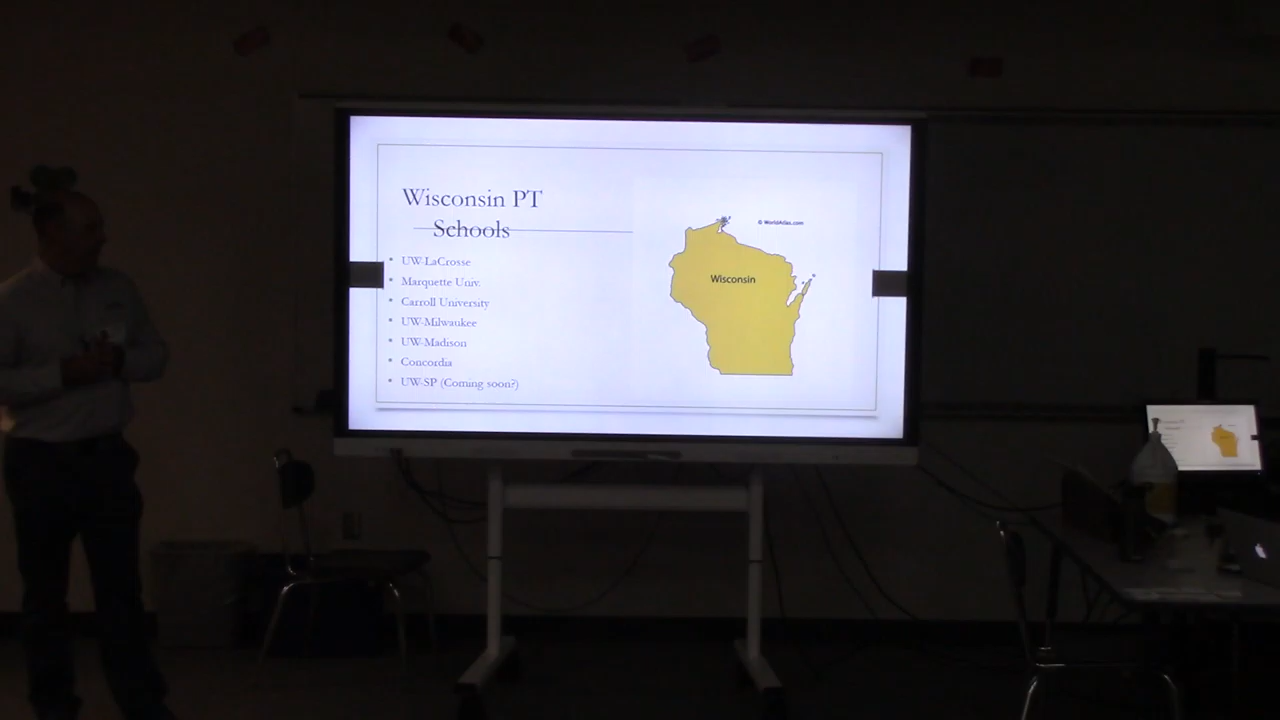 Wisconsin PT
Schools
• UW-LaCrosse
• Marquette Univ.
• Carroll University
• UW-Milwaukee
• UW-Madison
• Concordia
• UW-SP (Coming soon?)
© WorldAtlas.com
Wisconsin